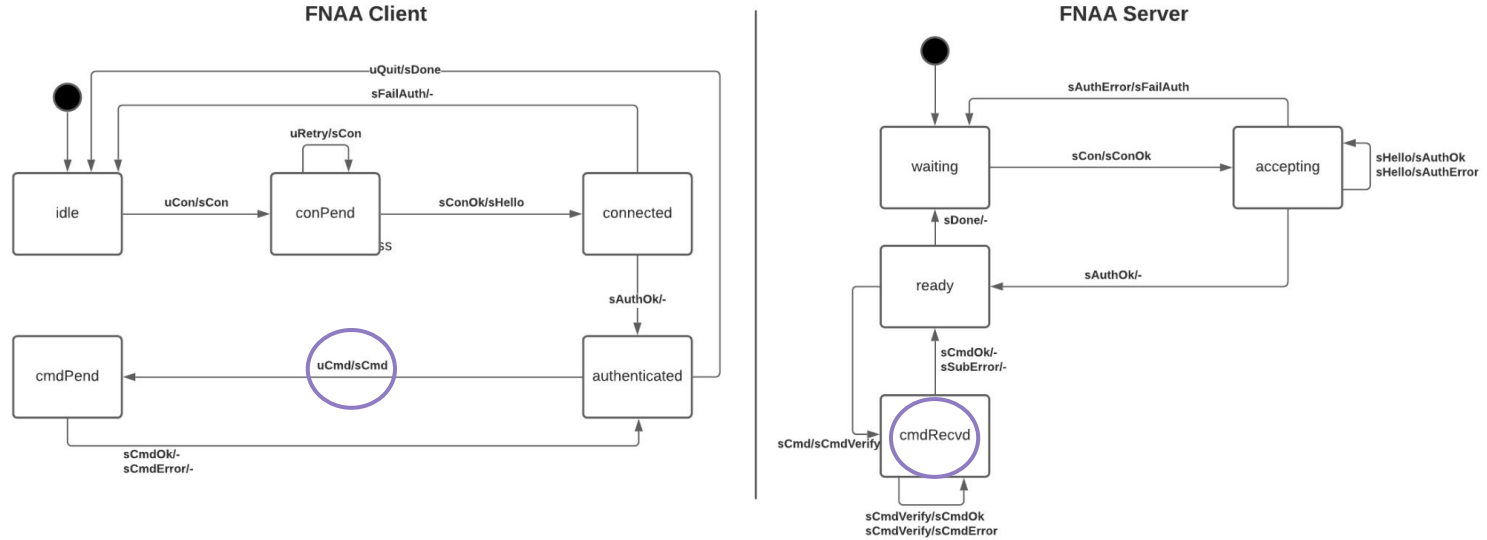 FNAA Client
FNAA Server
uQuit/sDone
sFailAuth/-
uRetry/sCon
idle
uCon/sCon
conPend
sConOk/sHello
connected
ss
sAuthOk/-
cmdPend
uCmd/sCmd
authenticated
sCmdOk/-
sCmdError/-
sAuthError/sFailAuth
waiting
sCon/sConOk
accepting
sHello/sAuthOk
sHello/sAuthError
sDone/-
ready
sAuthOk/-
sCmdOk/-
sSubError/-
sCmd/sCmdVerify
cmdRecvd
sCmdVerify/sCmdOk
sCmdVerify/sCmdError